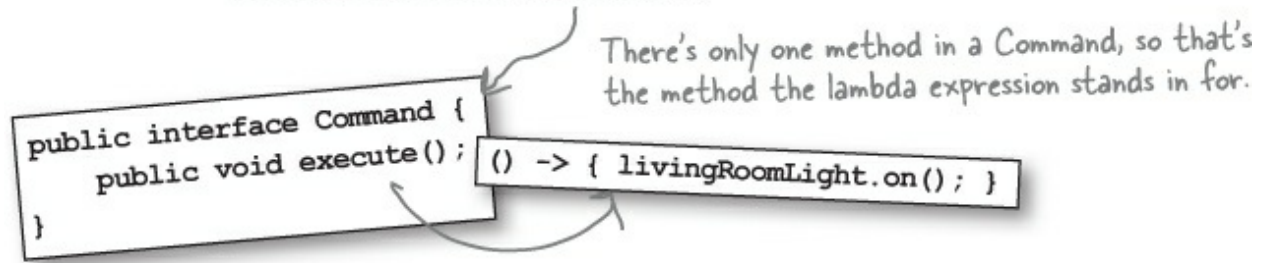 There's only one method in a Command, so that's
the method the lambda expression stands in for.
public interface Command {
public void execute();
}
() -> { livingRoomLight.on(); }